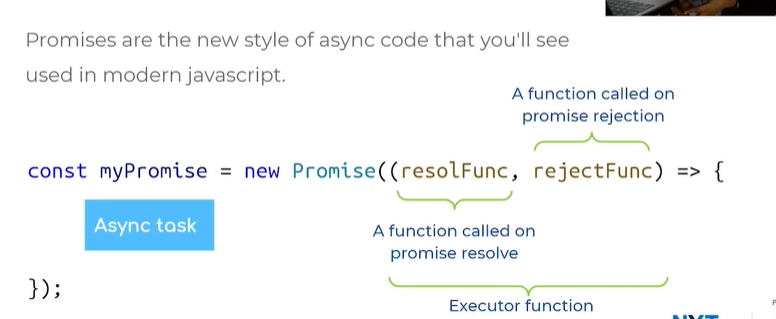 Promises are the new style of async code that you'll see
used in modern javascript.
A function called on
promise rejection
const myPromise = new Promise((resolFunc, rejectFunc) => {
Async task
A function called on
promise resolve
});
Executor function